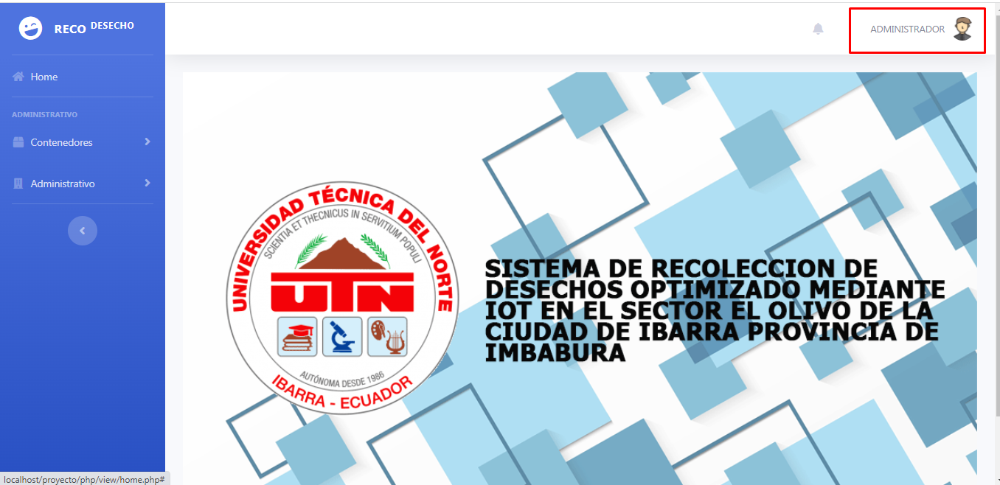 RECO DESECHO
ADMINISTRADOR
Home
ADMINISTRATIVO
Contenedores
Administrativo
UNIVERSIDAD TÉCNICA DEL NORTE
SCIENTIA ET THECNICUS IN SERVITIUM POPULI
UTN
AUTÓNOMA DESDE 1986
IBARRA - ECUADOR
SISTEMA DE RECOLECCION DE
DESECHOS OPTIMIZADO MEDIANTE
IOT EN EL SECTOR EL OLIVO DE LA
CIUDAD DE IBARRA PROVINCIA DE
IMBABURA
localhost/proyecto/php/view/home.php#